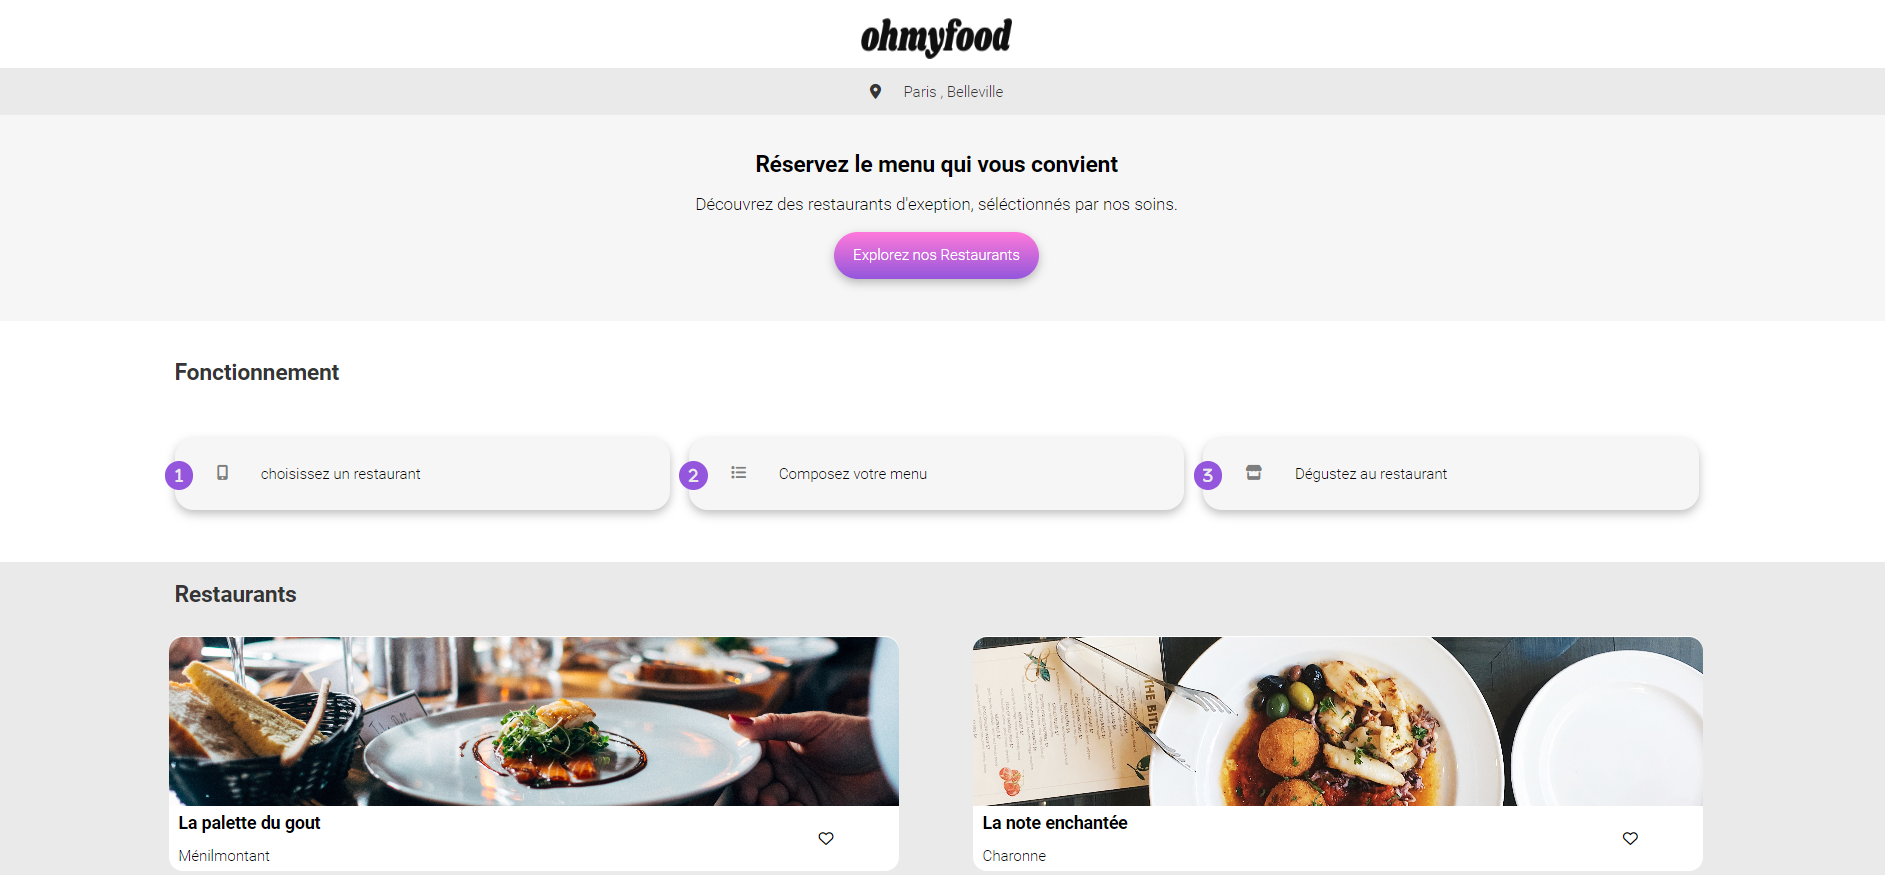 ohmyfood
Paris , Belleville
Réservez le menu qui vous convient
Découvrez des restaurants d'exeption, séléctionnés par nos soins.
Explorez nos Restaurants
Fonctionnement
1 choisissez un restaurant
2 Composez votre menu
3 Dégustez au restaurant
Restaurants
THE BITE
La palette du gout
Ménilmontant
La note enchantée
Charonne